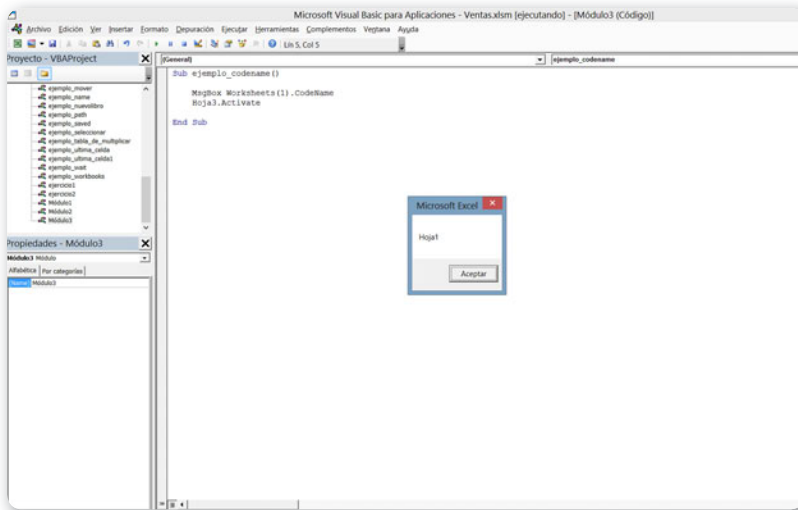 Microsoft Visual Basic para Aplicaciones - Ventas.xlsm [ejecutando] - [Módulo3 (Código)]
Archivo Edición Ver Insertar Formato Depuración Ejecutar Herramientas Complementos Ventana Ayuda
Lín 5, Col 5
Proyecto - VBAProject
(General)
ejemplo_codename
ejemplo_mover
ejemplo_name
ejemplo_nuevolibro
ejemplo_path
ejemplo_saved
ejemplo_seleccionar
ejemplo_tabla_de_multiplicar
ejemplo_ultima_celda
ejemplo_ultima_celda1
ejemplo_wait
ejemplo_workbooks
ejercicio1
ejercicio2
Módulo1
Módulo2
Módulo3
Propiedades - Módulo3
Módulo3 Módulo
Alfabética Por categorías
(Name) Módulo3
Sub ejemplo_codename()
MsgBox Worksheets(1).CodeName
Hoja3.Activate
End Sub
Microsoft Excel
Hoja1
Aceptar